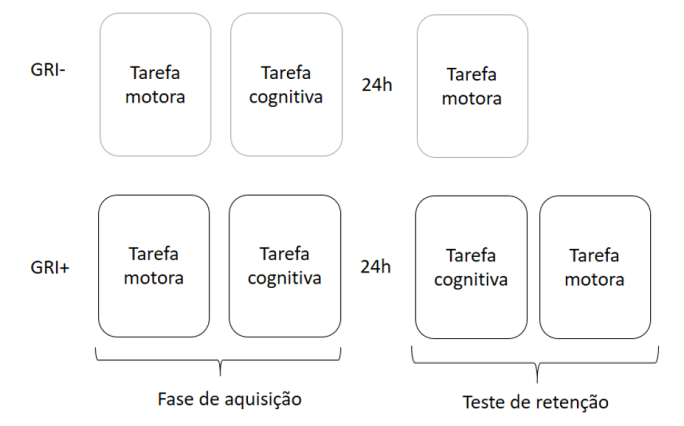 GRI-
Tarefa
motora
Tarefa
cognitiva
24h
Tarefa
motora
GRI+
Tarefa
motora
Tarefa
cognitiva
24h
Tarefa
cognitiva
Tarefa
motora
Fase de aquisição
Teste de retenção